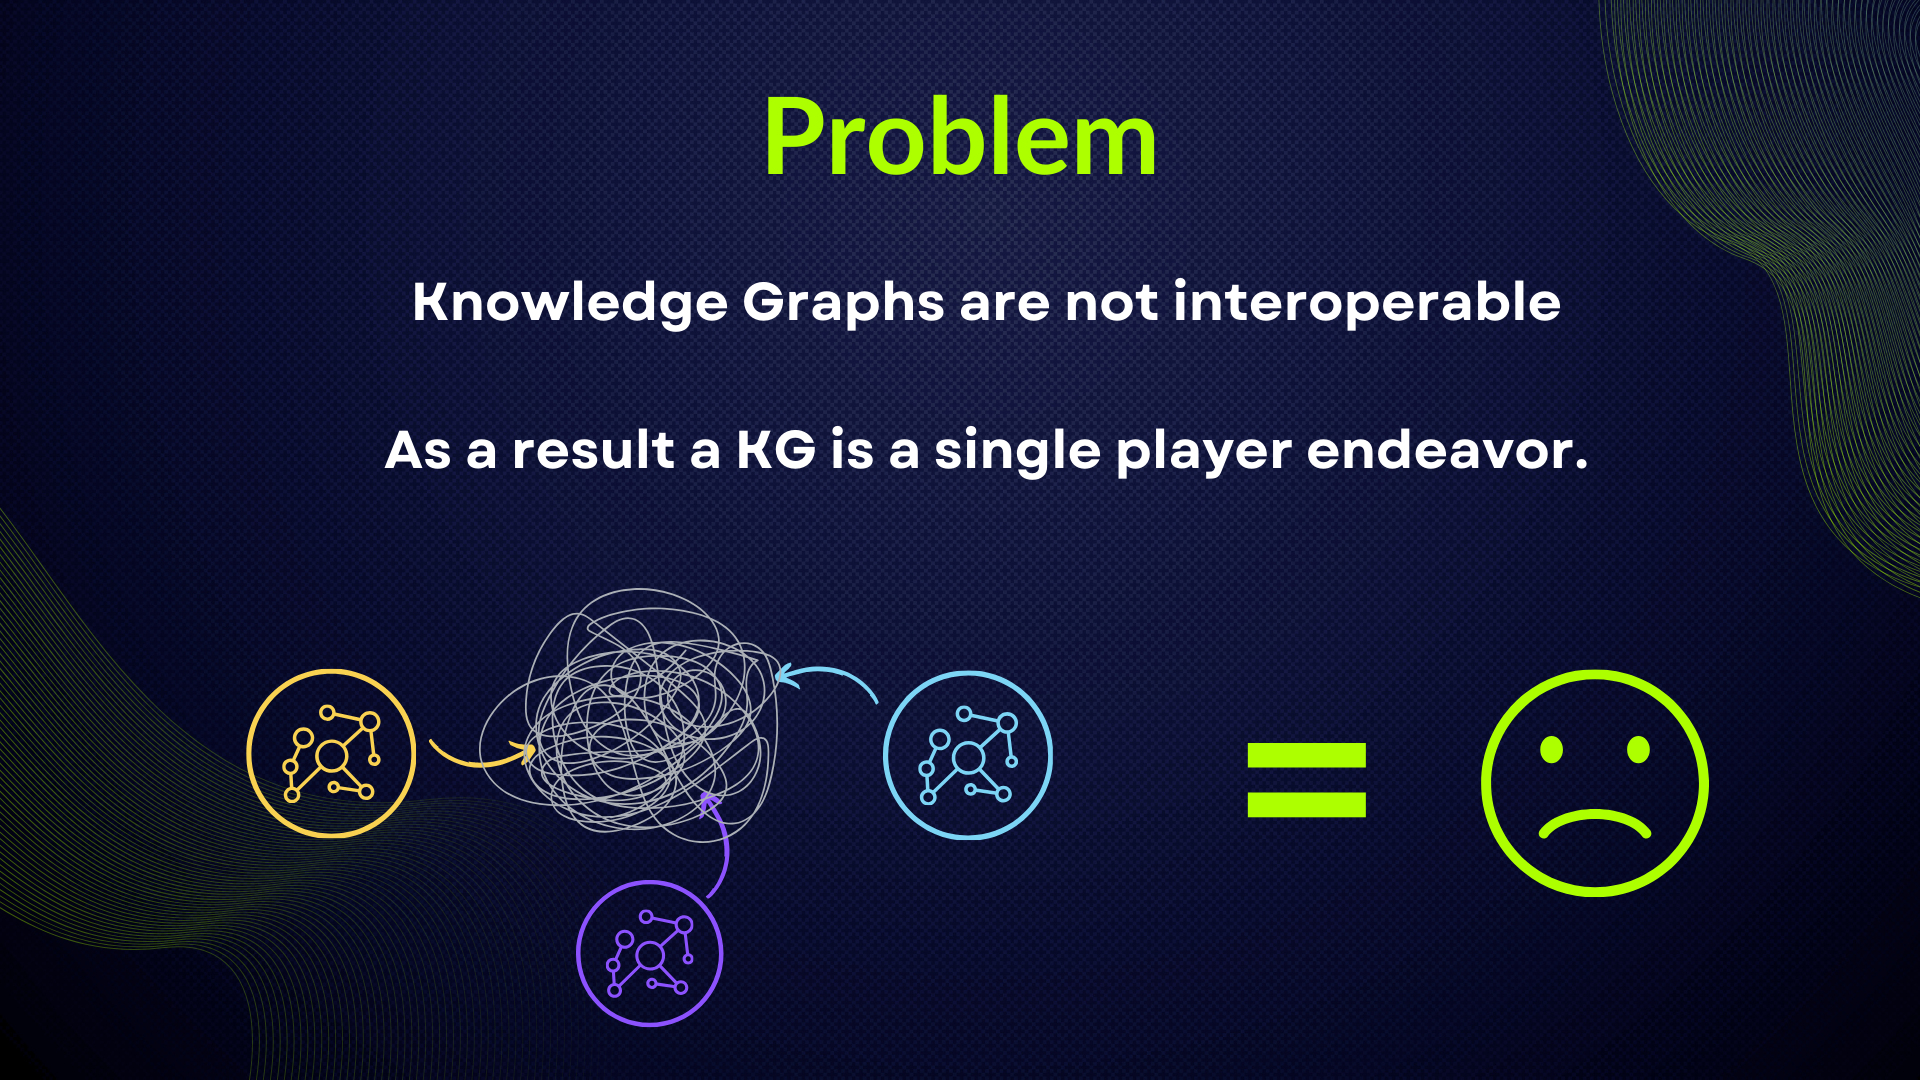 Problem
Knowledge Graphs are not interoperable
As a result a KG is a single player endeavor.